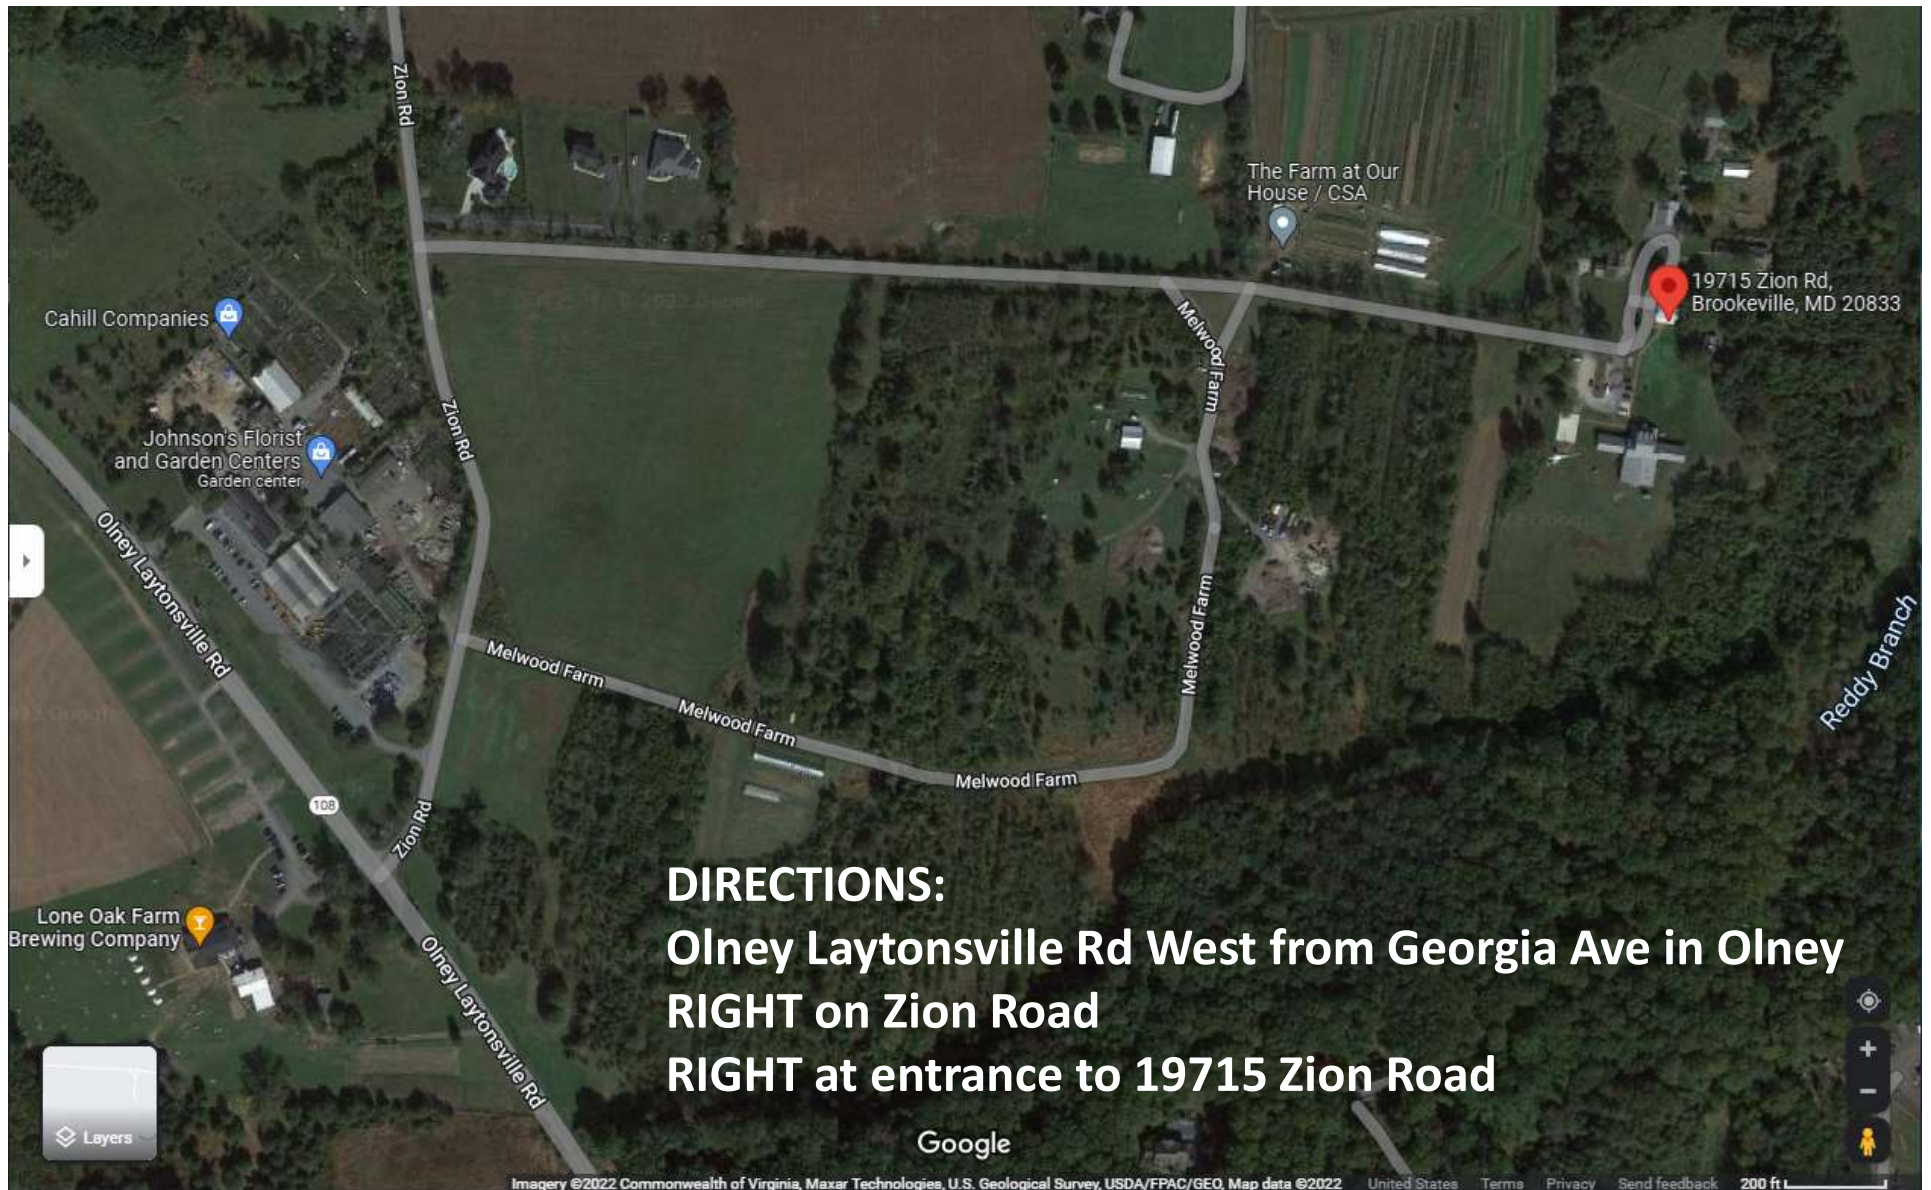 Zion Rd
The Farm at Our
House / CSA
19715 Zion Rd,
Brookeville, MD 20833
Cahill Companies
Melwood Farm
Zion Rd
Johnson's Florist
and Garden Centers
Garden center
Olney Laytonsville Rd
Melwood Farm
Reddy Branch
Melwood Farm
Melwood Farm
Melwood Farm
108
Zion Rd
DIRECTIONS:
Lone Oak Farm
Brewing Company
Olney Laytonsville Rd West from Georgia Ave in Olney
Olney Laytonsville Rd
RIGHT on Zion Road
RIGHT at entrance to 19715 Zion Road
Layers
Google
Imagery ©2022 Commonwealth of Virginia, Maxar Technologies, U.S. Geological Survey, USDA/FPAC/GEO, Map data ©2022 United States Terms Privacy Send feedback 200 ft